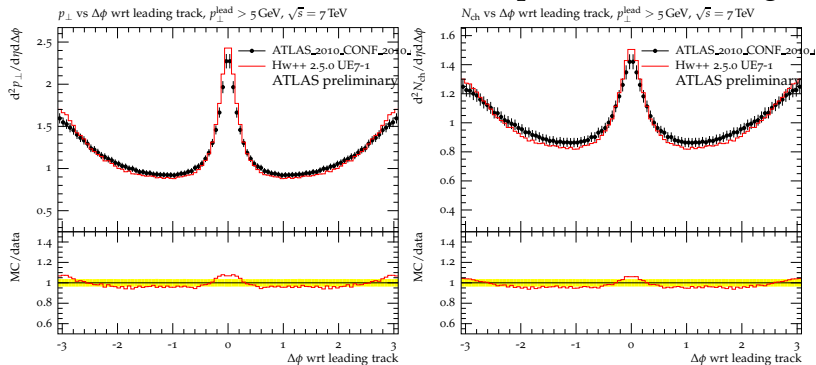 p⊥ vs Δϕ wrt leading track, p⊥^lead > 5 GeV, √s = 7 TeV
d²p⊥/dηdΔϕ
ATLAS_2010_CONF_2010_
Hw++ 2.5.0 UE7-1
ATLAS preliminary
2.5
2.0
1.5
1.0
0.5
MC/data
1.4
1.2
1
0.8
0.6
-3 -2 -1 0 1 2 3
Δϕ wrt leading track
N_ch vs Δϕ wrt leading track, p⊥^lead > 5 GeV, √s = 7 TeV
d²N_ch/dηdΔϕ
ATLAS_2010_CONF_2010_
Hw++ 2.5.0 UE7-1
ATLAS preliminary
1.6
1.4
1.2
1.0
0.8
0.6
0.4
MC/data
1.4
1.2
1
0.8
0.6
-3 -2 -1 0 1 2 3
Δϕ wrt leading track